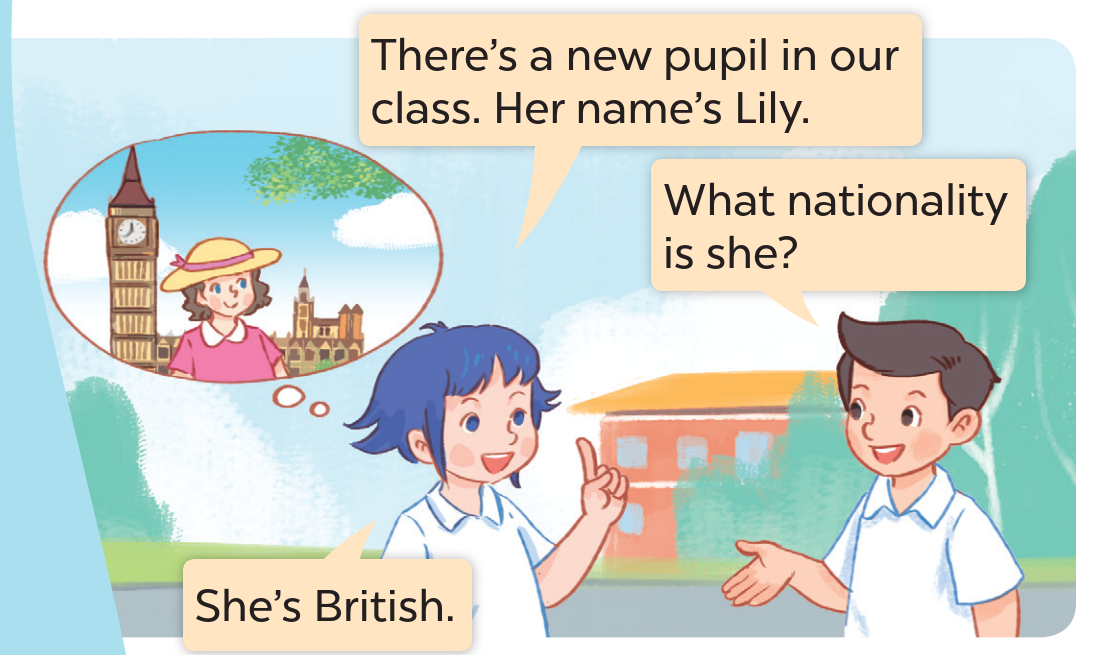 There's a new pupil in our
class. Her name's Lily.
What nationality
is she?
She's British.